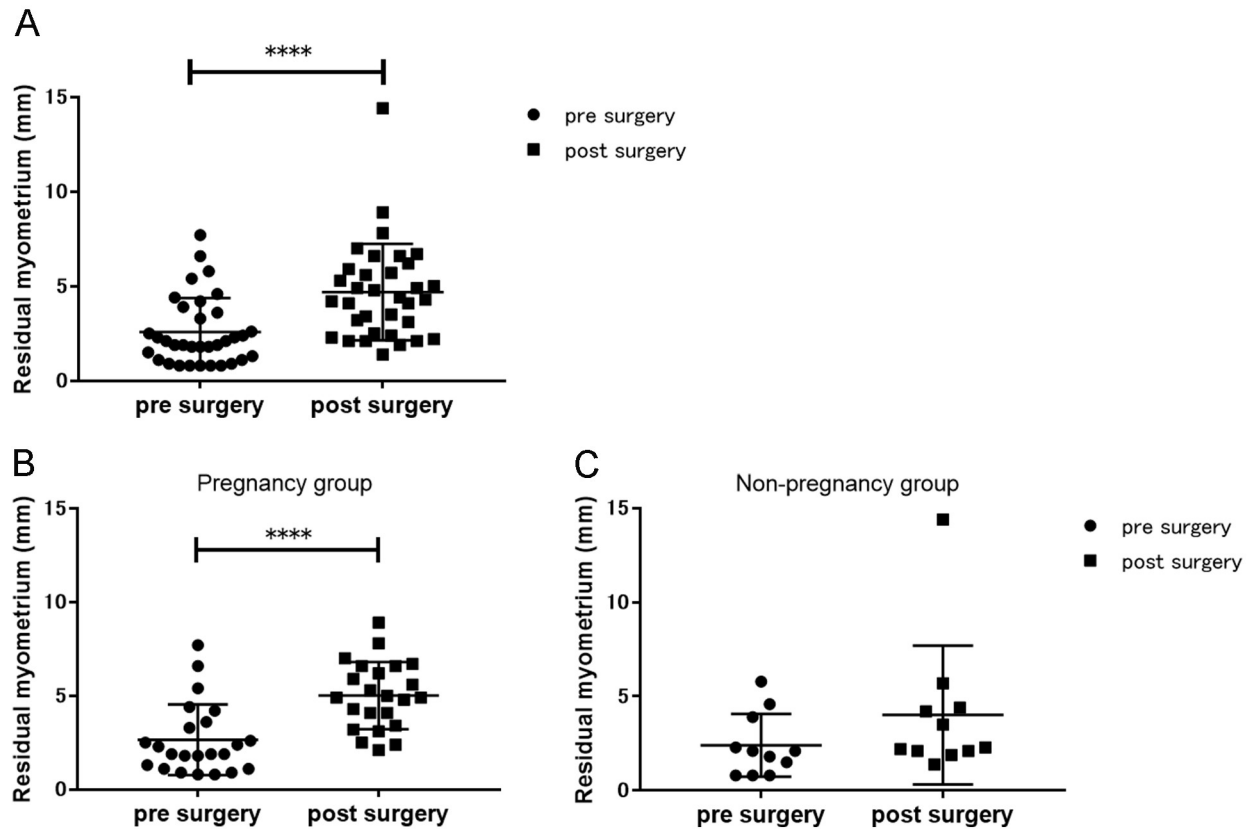 A
****
Residual myometrium (mm)
15
10
5
0
pre surgery
post surgery
pre surgery
post surgery
B
Pregnancy group
****
Residual myometrium (mm)
15
10
5
0
pre surgery
post surgery
C
Non-pregnancy group
Residual myometrium (mm)
15
10
5
0
pre surgery
post surgery
pre surgery
post surgery